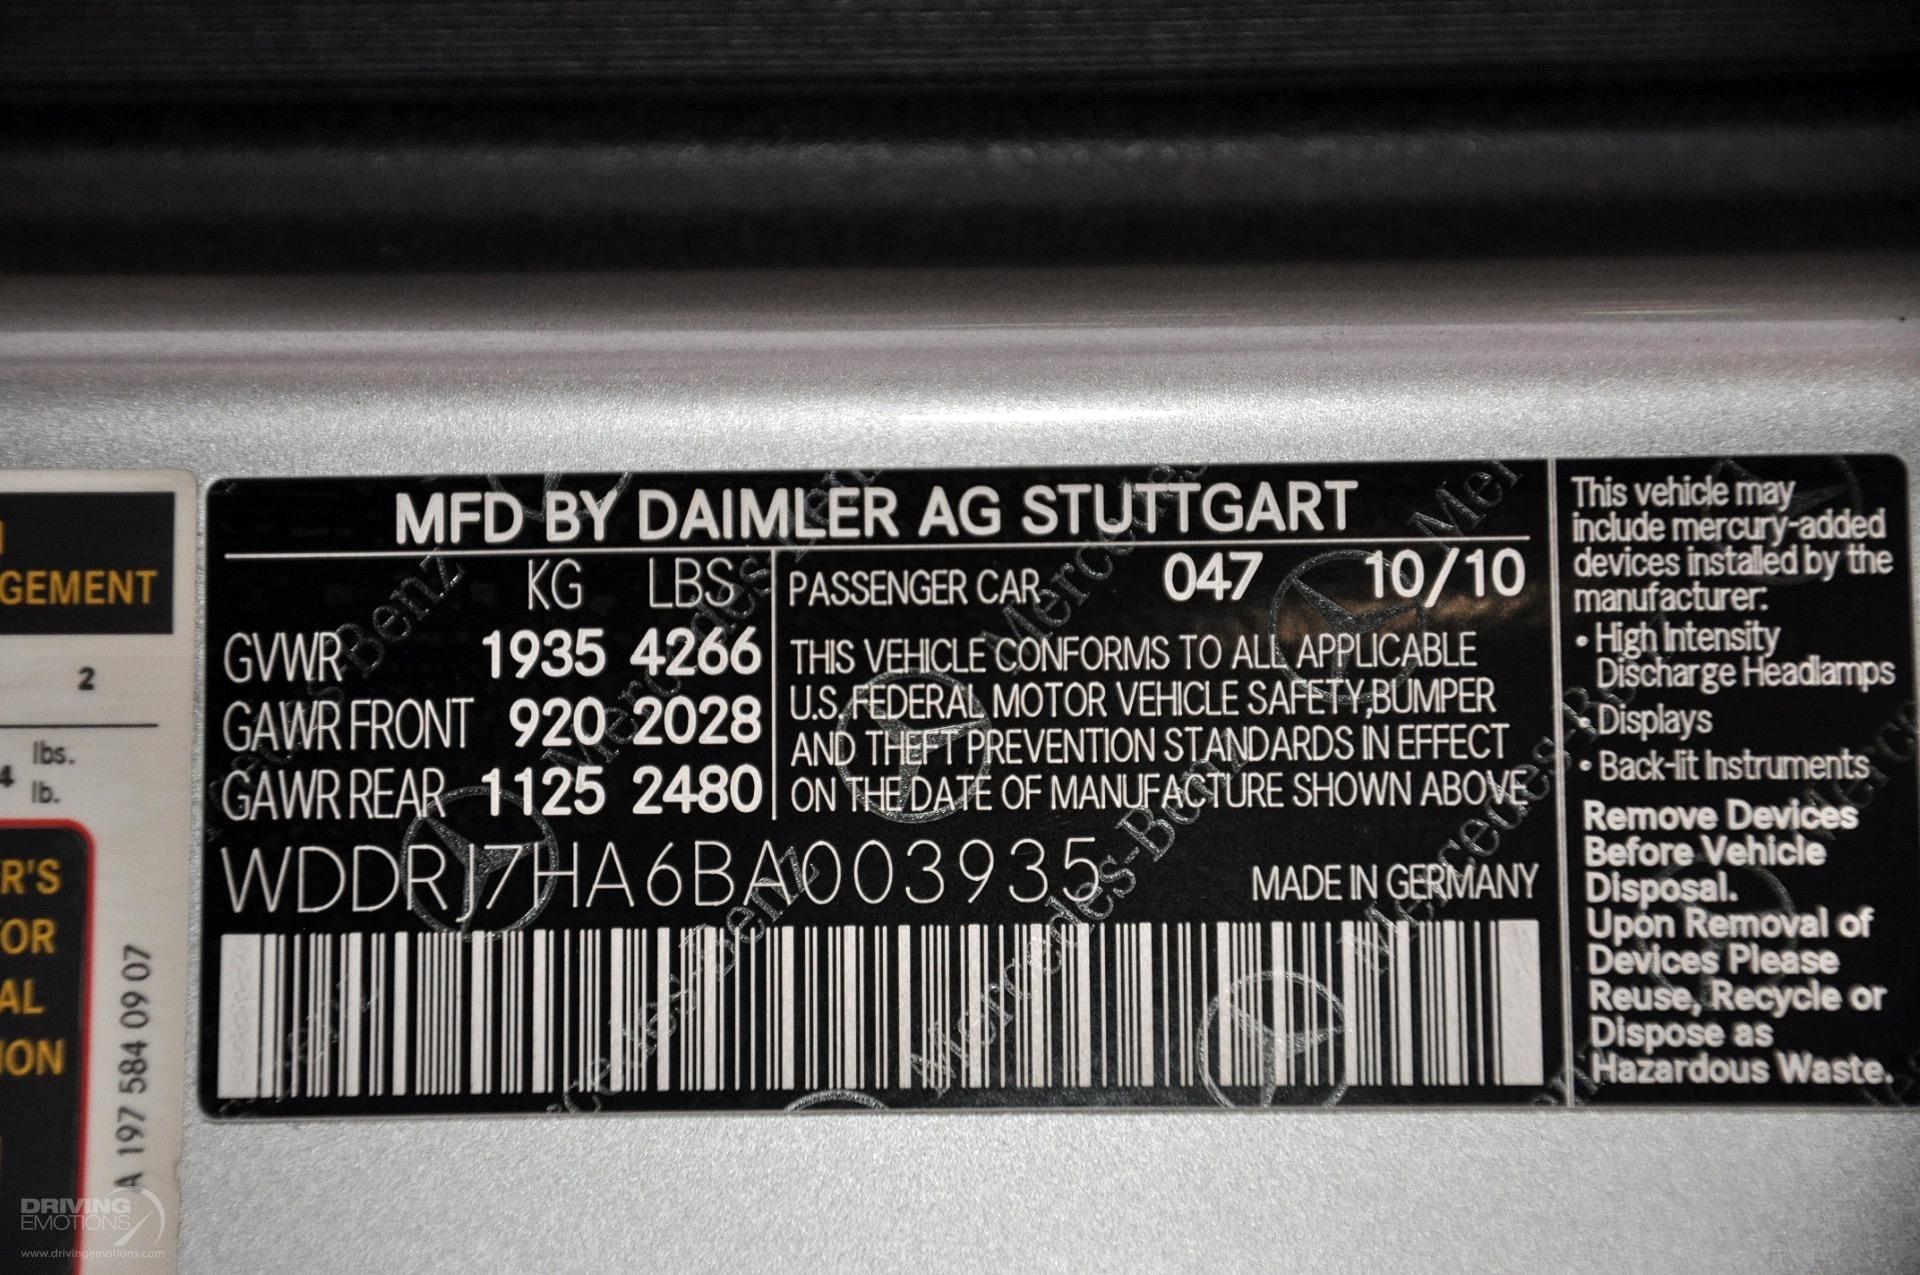 GEMENT
2
lbs.
4
lb.
R'S
OR
AL
ION
A 197 584 09 07
MFD BY DAIMLER AG STUTTGART
KG LBS
GVWR 1935 4266
GAWR FRONT 920 2028
GAWR REAR 1125 2480
PASSENGER CAR 047 10/10
THIS VEHICLE CONFORMS TO ALL APPLICABLE
U.S. FEDERAL MOTOR VEHICLE SAFETY,BUMPER
AND THEFT PREVENTION STANDARDS IN EFFECT
ON THE DATE OF MANUFACTURE SHOWN ABOVE
WDDRJ7HA6BA003935
MADE IN GERMANY
This vehicle may
include mercury-added
devices installed by the
manufacturer:
• High Intensity
Discharge Headlamps
• Displays
• Back-lit Instruments
Remove Devices
Before Vehicle
Disposal.
Upon Removal of
Devices Please
Reuse, Recycle or
Dispose as
Hazardous Waste.
Mercedes-Benz
DRIVING
EMOTIONS
www.drivingemotions.com